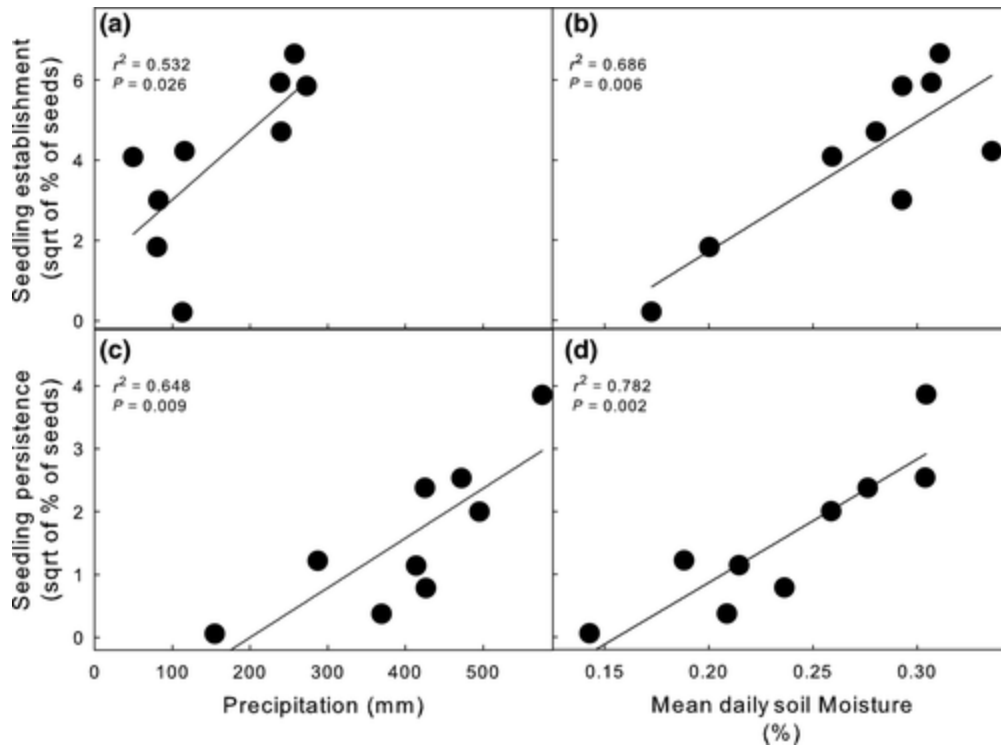 (a)
r² = 0.532
P = 0.026
(b)
r² = 0.686
P = 0.006
Seedling establishment
(sqrt of % of seeds)
6
4
2
0
(c)
r² = 0.648
P = 0.009
(d)
r² = 0.782
P = 0.002
Seedling persistence
(sqrt of % of seeds)
4
3
2
1
0
0 100 200 300 400 500
0.15 0.20 0.25 0.30
Precipitation (mm)
Mean daily soil Moisture
(%)